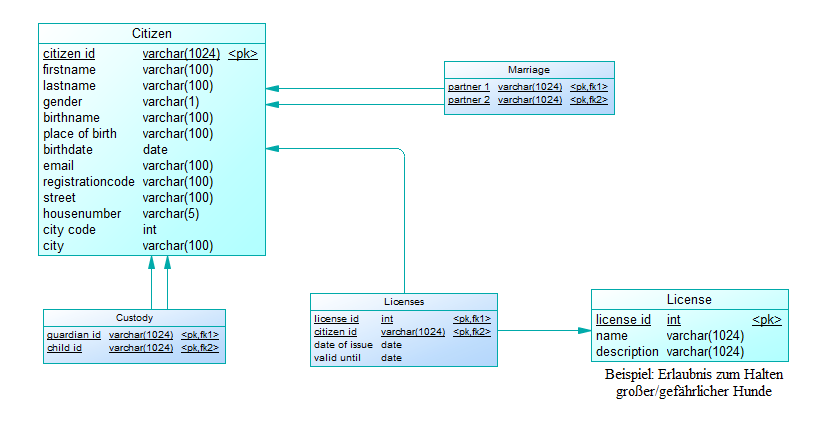 Citizen
citizen id varchar(1024) <pk>
firstname varchar(100)
lastname varchar(100)
gender varchar(1)
birthname varchar(100)
place of birth varchar(100)
birthdate date
email varchar(100)
registrationcode varchar(100)
street varchar(100)
housenumber varchar(5)
city code int
city varchar(100)
Marriage
partner 1 varchar(1024) <pk,fk1>
partner 2 varchar(1024) <pk,fk2>
Custody
guardian id varchar(1024) <pk,fk1>
child id varchar(1024) <pk,fk2>
Licenses
license id int <pk,fk1>
citizen id varchar(1024) <pk,fk2>
date of issue date
valid until date
License
license id int <pk>
name varchar(1024)
description varchar(1024)
Beispiel: Erlaubnis zum Halten
großer/gefährlicher Hunde